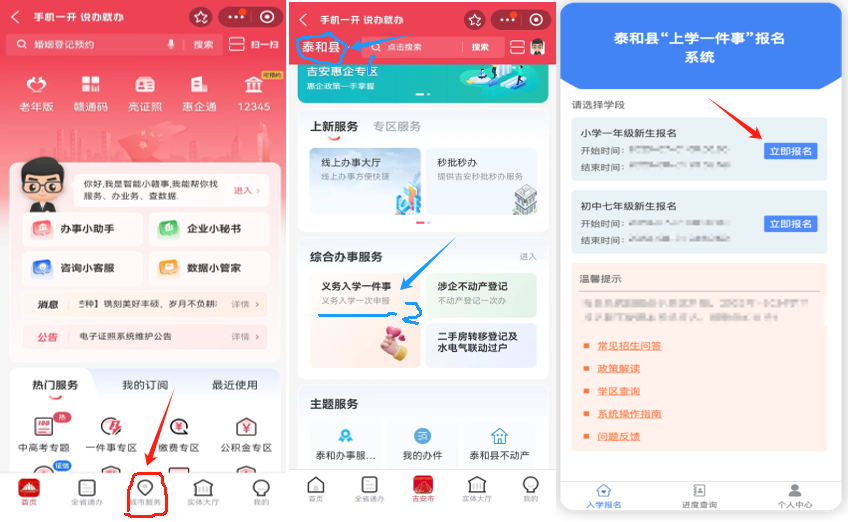 手机一开 说办就办
婚姻登记预约
搜索
扫一扫
可预约
老年版
赣通码
亮证照
惠企通
12345
你好,我是智能小赣事,我能帮你找
服务、办业务、查数据.
进入
办事小助手
企业小秘书
咨询小客服
数据小管家
消息
种】镌刻美好丰硕，岁月不负耕
详情
公告
电子证照系统维护公告
详情
热门服务
我的订阅
最近使用
100
热
中高考专题
一件事专区
缴费专区
公积金专区
征信
首页
全省通办
城市服务
实体大厅
我的
手机一开 说办就办
泰和县
点击搜索
搜索
吉安惠企专区
惠企政策一手掌握
上新服务
专区服务
线上办事大厅
线上办事方便快捷
秒批秒办
提供吉安秒批秒办服务
综合办事服务
进入
义务入学一件事
义务入学一次申报
2
涉企不动产登记
不动产登记一次办
二手房转移登记及
水电气联动过户
主题服务
泰和办事服...
我的办件
泰和县不动产
首页
全省通办
吉安市
实体大厅
我的
泰和县“上学一件事”报名
系统
请选择学段
小学一年级新生报名
开始时间：
结束时间：
立即报名
初中七年级新生报名
开始时间：
结束时间：
立即报名
温馨提示
常见招生问答
政策解读
学区查询
系统操作指南
问题反馈
入学报名
进度查询
个人中心